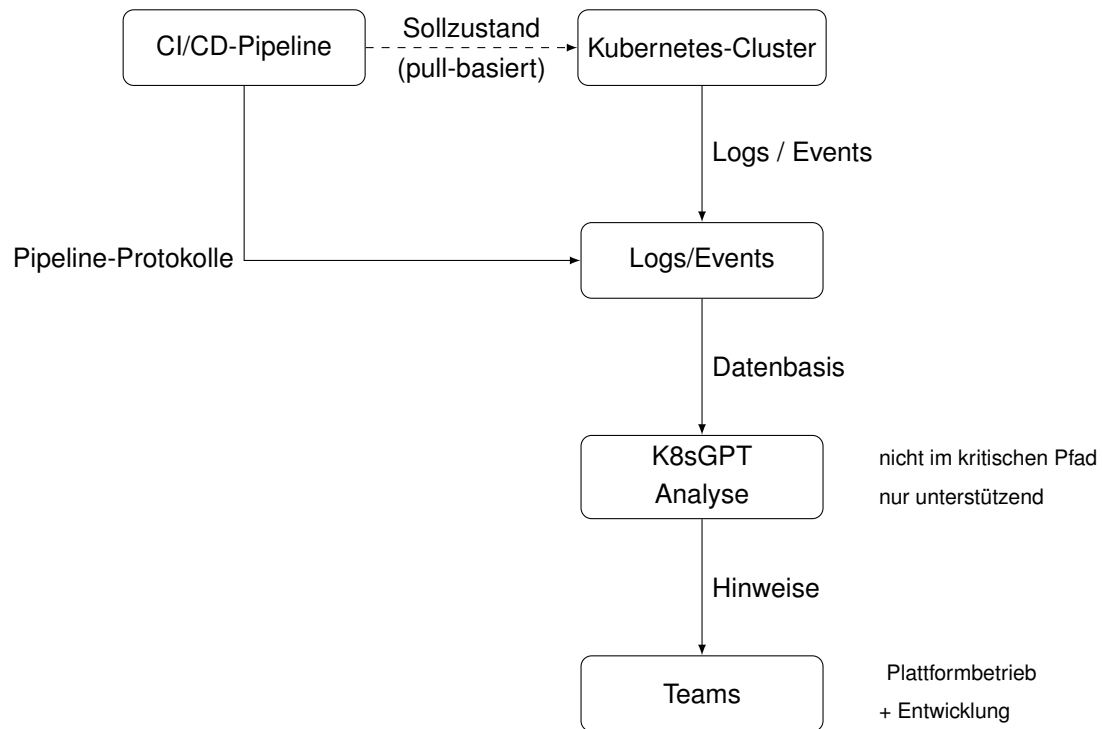 CI/CD-Pipeline
Sollzustand
(pull-basiert)
Kubernetes-Cluster
Logs / Events
Pipeline-Protokolle
Logs/Events
Datenbasis
K8sGPT
Analyse
nicht im kritischen Pfad
nur unterstützend
Hinweise
Teams
Plattformbetrieb
+ Entwicklung